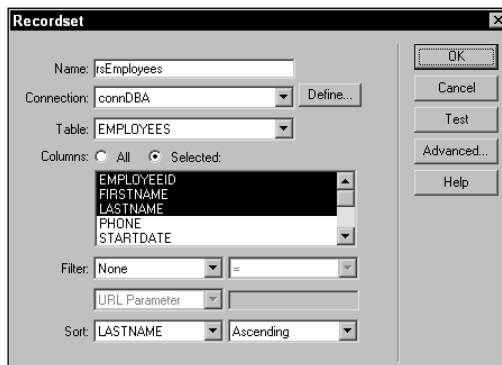 Recordset
Name: rsEmployees
Connection: connDBA Define...
Table: EMPLOYEES
Columns: All Selected:
EMPLOYEEID
FIRSTNAME
LASTNAME
PHONE
STARTDATE
Filter: None =
URL Parameter
Sort: LASTNAME Ascending
OK
Cancel
Test
Advanced...
Help